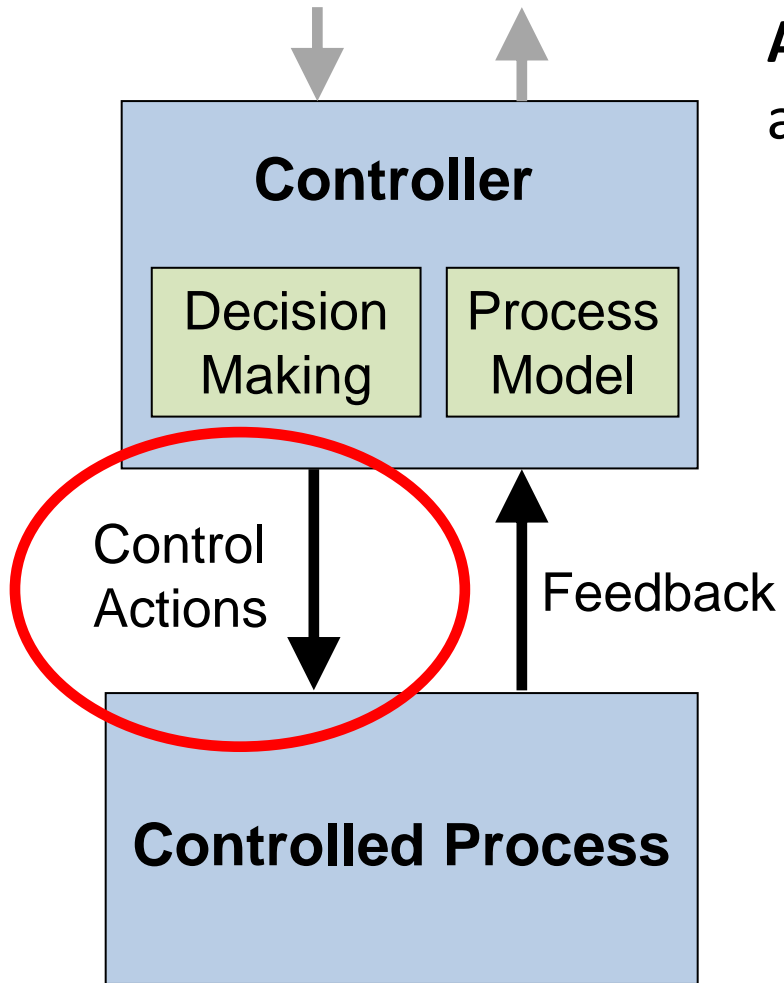 A
a
Controller
Decision
Making
Process
Model
Control
Actions
Feedback
Controlled Process